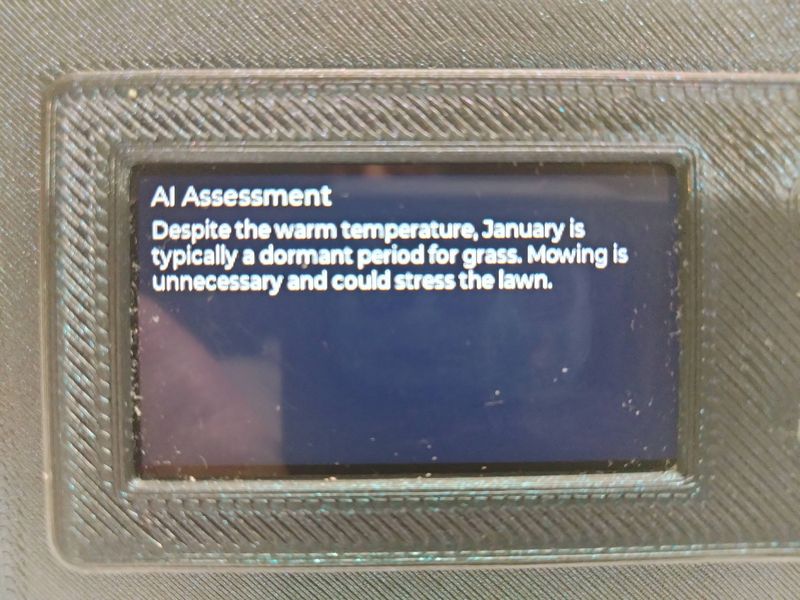 AI Assessment
Despite the warm temperature, January is
typically a dormant period for grass. Mowing is
unnecessary and could stress the lawn.